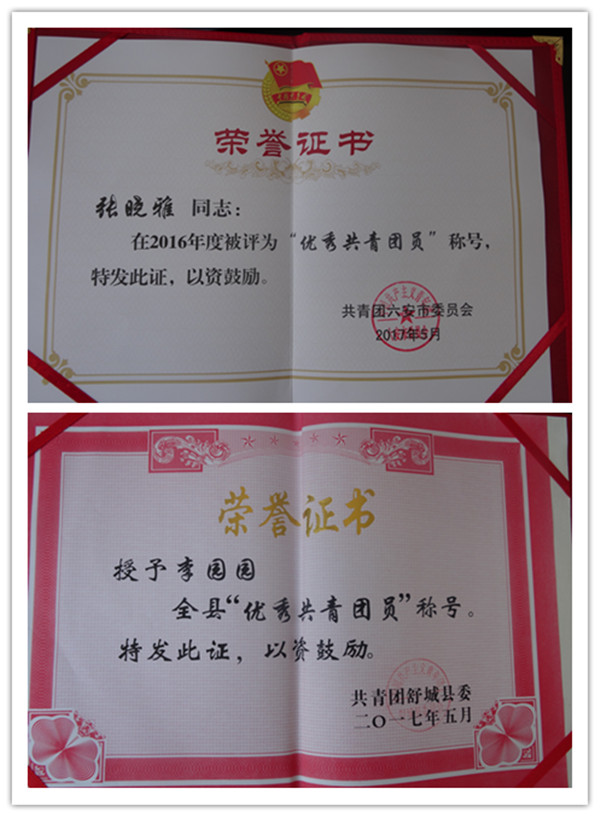 荣誉证书
张晓雅 同志：
在2016年度被评为“优秀共青团员”称号，
特发此证，以资鼓励。
共青团六安市委员会
2017年5月
荣誉证书
授予李园园
全县“优秀共青团员”称号。
特发此证，以资鼓励。
共青团舒城县委
二〇一七年五月